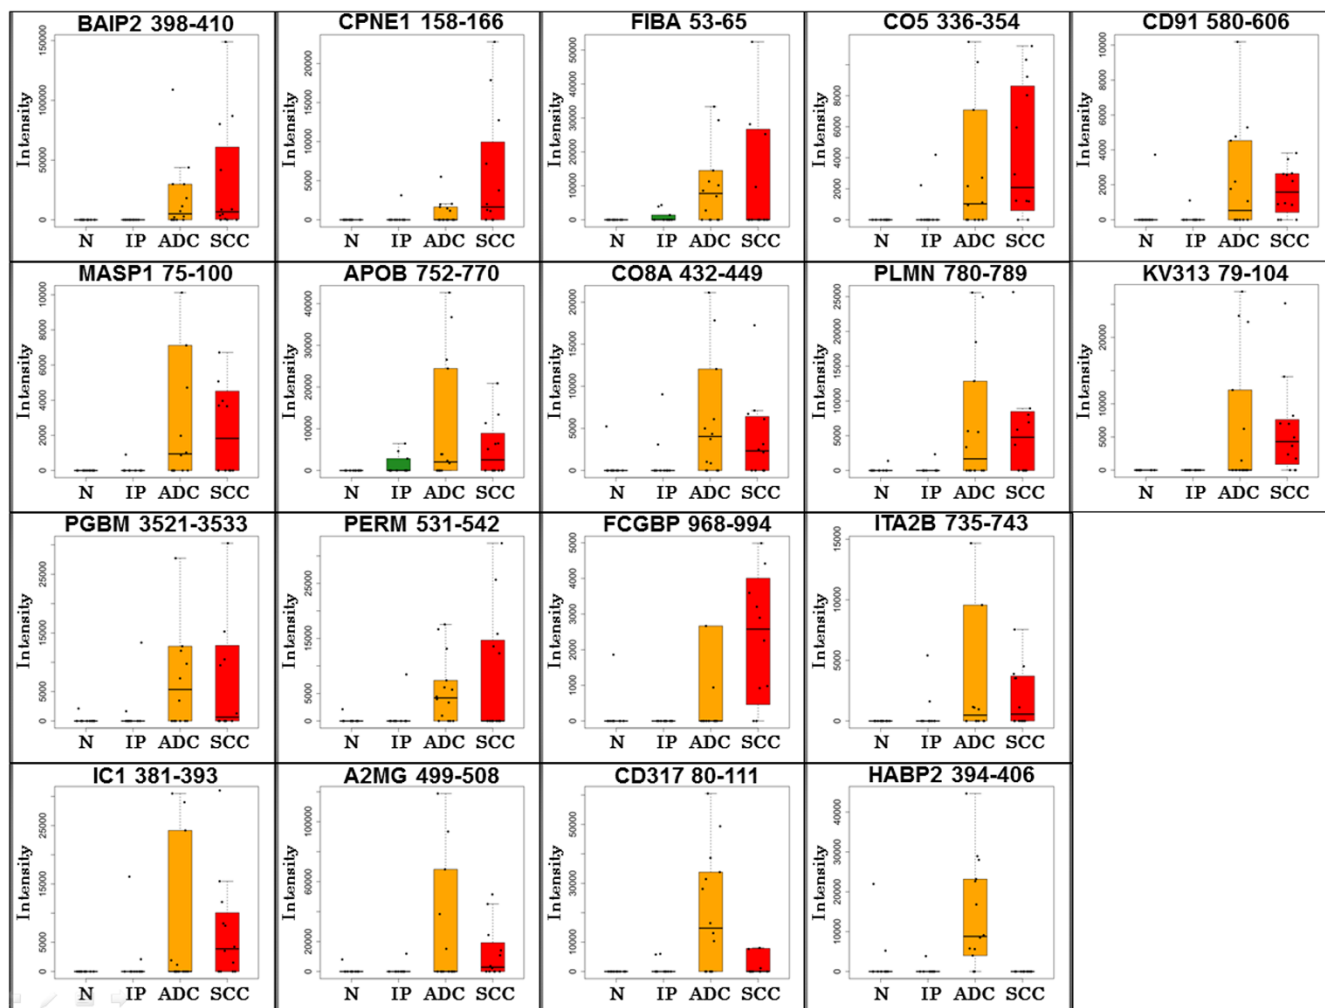 BAIP2 398-410
Intensity
0
50000
100000
150000
N IP ADC SCC
CPNE1 158-166
Intensity
0
5000
10000
15000
20000
N IP ADC SCC
FIBA 53-65
Intensity
0
10000
20000
30000
40000
50000
N IP ADC SCC
CO5 336-354
Intensity
0
2000
4000
6000
8000
N IP ADC SCC
CD91 580-606
Intensity
0
2000
4000
6000
8000
10000
N IP ADC SCC
MASP1 75-100
Intensity
0
2000
4000
6000
8000
10000
N IP ADC SCC
APOB 752-770
Intensity
0
10000
20000
30000
40000
N IP ADC SCC
CO8A 432-449
Intensity
0
5000
10000
15000
20000
N IP ADC SCC
PLMN 780-789
Intensity
0
5000
10000
15000
20000
25000
N IP ADC SCC
KV313 79-104
Intensity
0
5000
10000
20000
N IP ADC SCC
PGBM 3521-3533
Intensity
0
5000
15000
25000
N IP ADC SCC
PERM 531-542
Intensity
0
5000
15000
25000
N IP ADC SCC
FCGBP 968-994
Intensity
0
1000
2000
3000
4000
5000
N IP ADC SCC
ITA2B 735-743
Intensity
0
5000
10000
15000
N IP ADC SCC
IC1 381-393
Intensity
0
5000
15000
25000
N IP ADC SCC
A2MG 499-508
Intensity
0
20000
60000
100000
N IP ADC SCC
CD317 80-111
Intensity
0
10000
30000
50000
N IP ADC SCC
HABP2 394-406
Intensity
0
10000
20000
30000
40000
N IP ADC SCC